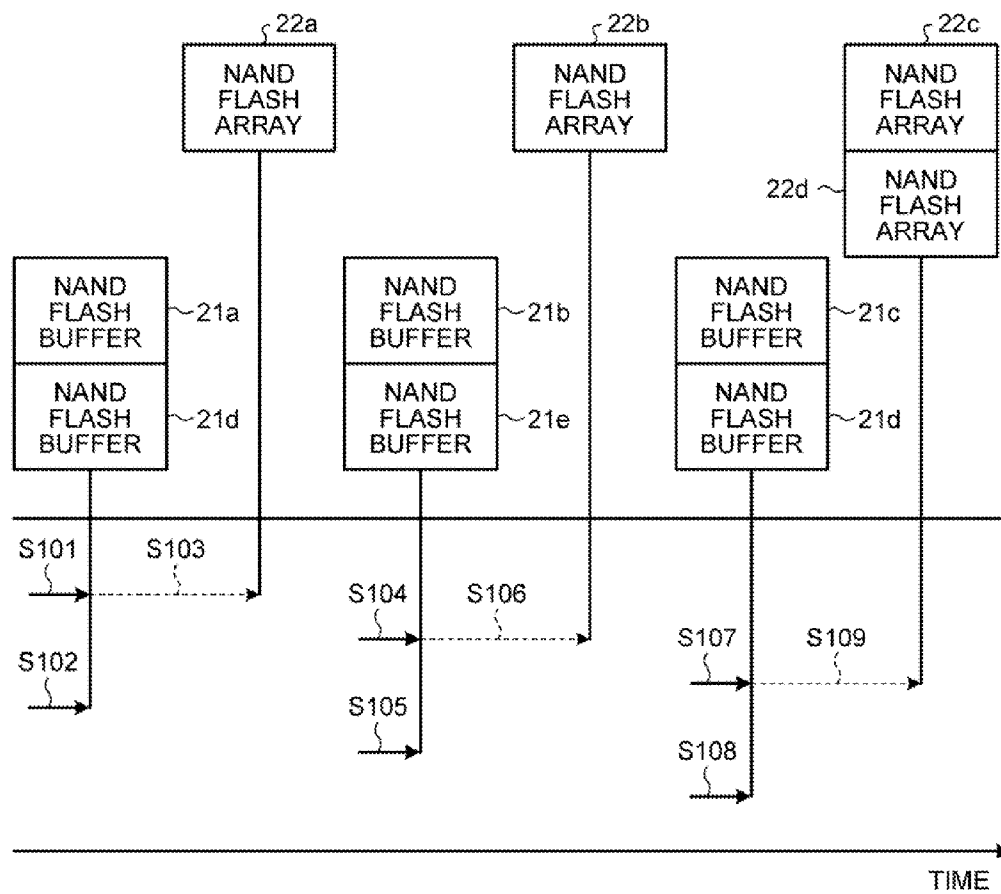 22a
22b
22c
NAND
FLASH
ARRAY
NAND
FLASH
ARRAY
NAND
FLASH
ARRAY
22d
NAND
FLASH
ARRAY
NAND
FLASH
BUFFER
21a
NAND
FLASH
BUFFER
21b
NAND
FLASH
BUFFER
21c
NAND
FLASH
BUFFER
21d
NAND
FLASH
BUFFER
21e
NAND
FLASH
BUFFER
21d
S101
S103
S104
S106
S102
S107
S109
S105
S108
TIME